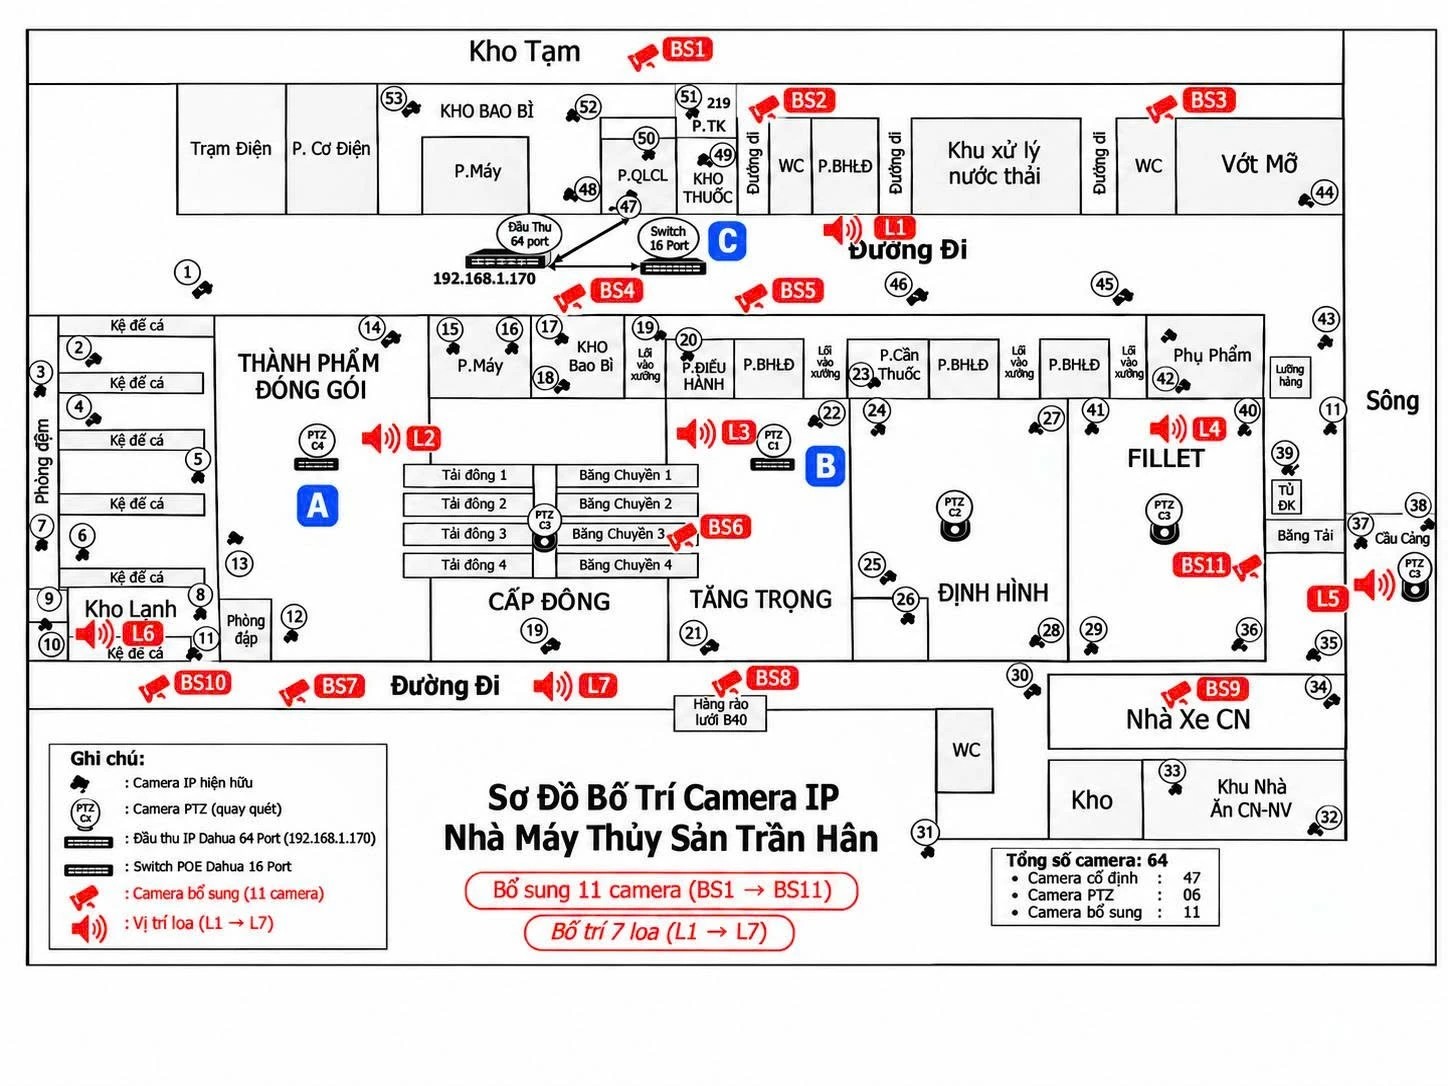 Kho Tạm
BS1
53
KHO BAO BÌ
52
51
219
P.TK
BS2
BS3
Trạm Điện
P. Cơ Điện
P.Máy
50
P.QLCL
49
KHO
THUỐC
48
47
Đường đi
WC
P.BHLĐ
Đường đi
Khu xử lý
nước thải
Đường đi
WC
Vớt Mỡ
44
Đầu Thu
64 port
Switch
16 Port
C
L1
Đường Đi
192.168.1.170
1
BS4
BS5
46
45
Kệ để cá
2
3
Kệ để cá
4
Kệ để cá
5
Phòng đệm
Kệ để cá
7
6
Kệ để cá
14
THÀNH PHẨM
ĐÓNG GÓI
15
16
P.Máy
17
KHO
Bao Bì
18
19
Lối
vào
xưởng
20
P.ĐIỀU
HÀNH
P.BHLĐ
Lối
vào
xưởng
P.Cần
Thuốc
23
P.BHLĐ
Lối
vào
xưởng
P.BHLĐ
Lối
vào
xưởng
Phụ Phẩm
42
43
Lưỡng
hảng
11
Sông
PTZ
C4
L2
A
L3
PTZ
C1
22
B
24
27
41
L4
40
FILLET
39
TỦ
ĐK
Tải đông 1
Băng Chuyền 1
Tải đông 2
Băng Chuyền 2
PTZ
C3
Tải đông 3
Băng Chuyền 3
BS6
Tải đông 4
Băng Chuyền 4
PTZ
C2
PTZ
C3
Băng Tải
37
38
Cầu Cảng
PTZ
C3
13
25
BS11
L5
9
Kho Lạnh
8
L6
10
Kệ để cá
11
Phòng
đáp
12
CẤP ĐÔNG
19
TĂNG TRỌNG
21
26
ĐỊNH HÌNH
28
29
36
35
BS10
BS7
Đường Đi
L7
BS8
Hàng rào
lưới B40
30
BS9
34
Nhà Xe CN
WC
Kho
33
Khu Nhà
Ăn CN-NV
32
31
Ghi chú:
: Camera IP hiện hữu
PTZ
CX
: Camera PTZ (quay quét)
: Đầu thu IP Dahua 64 Port (192.168.1.170)
: Switch POE Dahua 16 Port
: Camera bổ sung (11 camera)
: Vị trí loa (L1 → L7)
Sơ Đồ Bố Trí Camera IP
Nhà Máy Thủy Sản Trần Hân
Bổ sung 11 camera (BS1 → BS11)
Bố trí 7 loa (L1 → L7)
Tổng số camera: 64
• Camera cố định : 47
• Camera PTZ : 06
• Camera bổ sung : 11